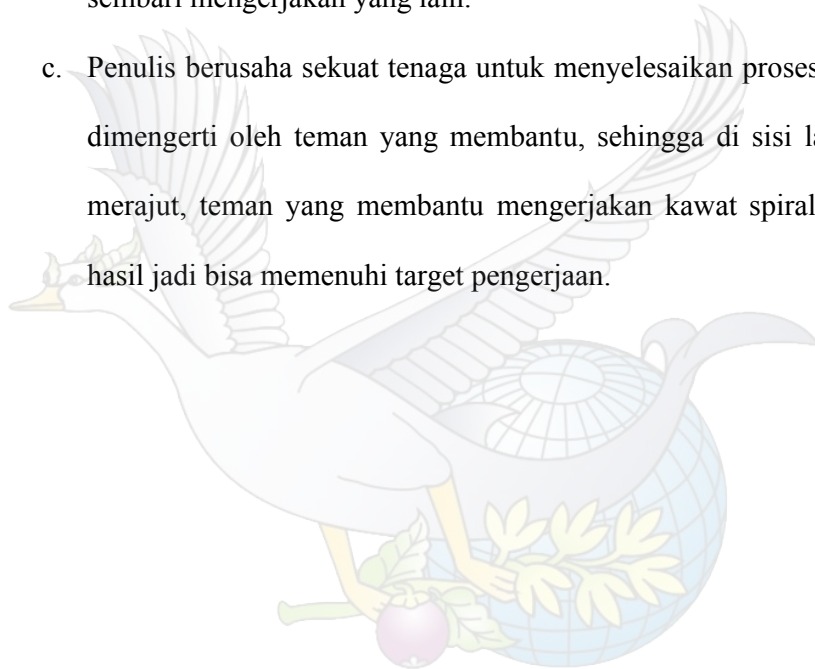 sembari mengerjakan yang lain.
c. Penulis berusaha sekuat tenaga untuk menyelesaikan proses
dimengerti oleh teman yang membantu, sehingga di sisi la
merajut, teman yang membantu mengerjakan kawat spiral
hasil jadi bisa memenuhi target pengerjaan.